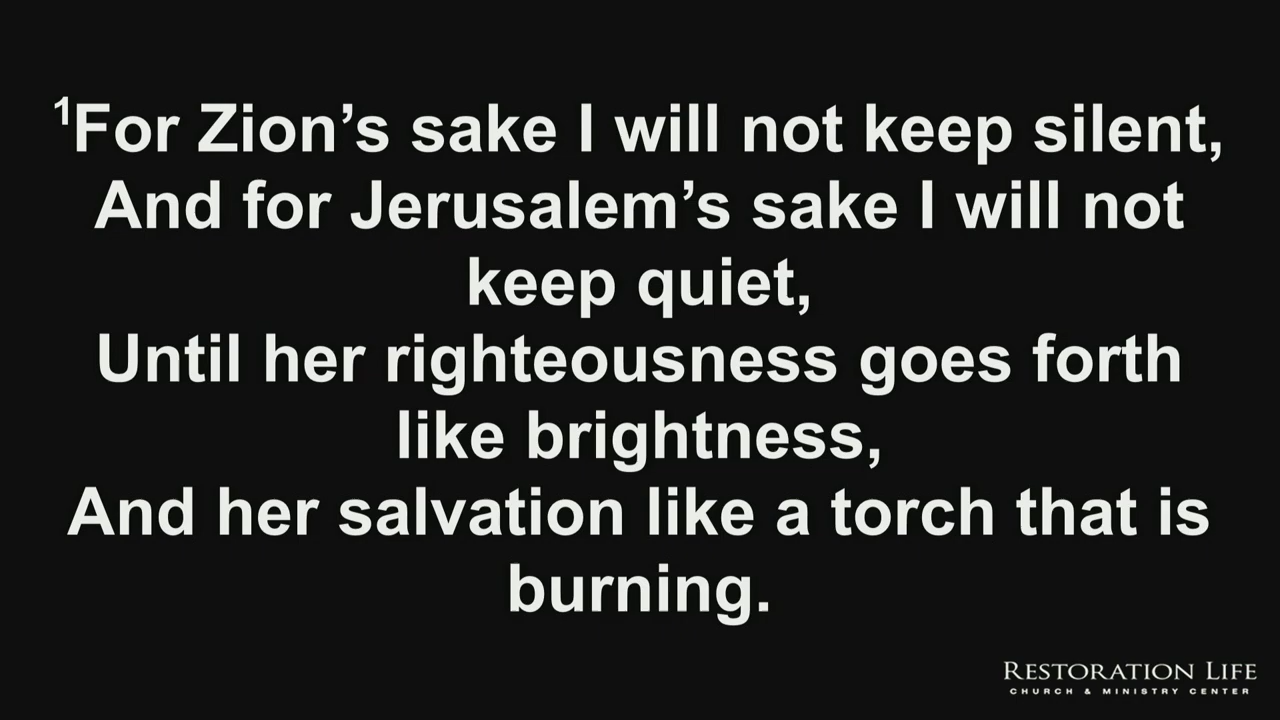 ¹For Zion’s sake I will not keep silent,
And for Jerusalem’s sake I will not
keep quiet,
Until her righteousness goes forth
like brightness,
And her salvation like a torch that is
burning.
RESTORATION LIFE
CHURCH & MINISTRY CENTER